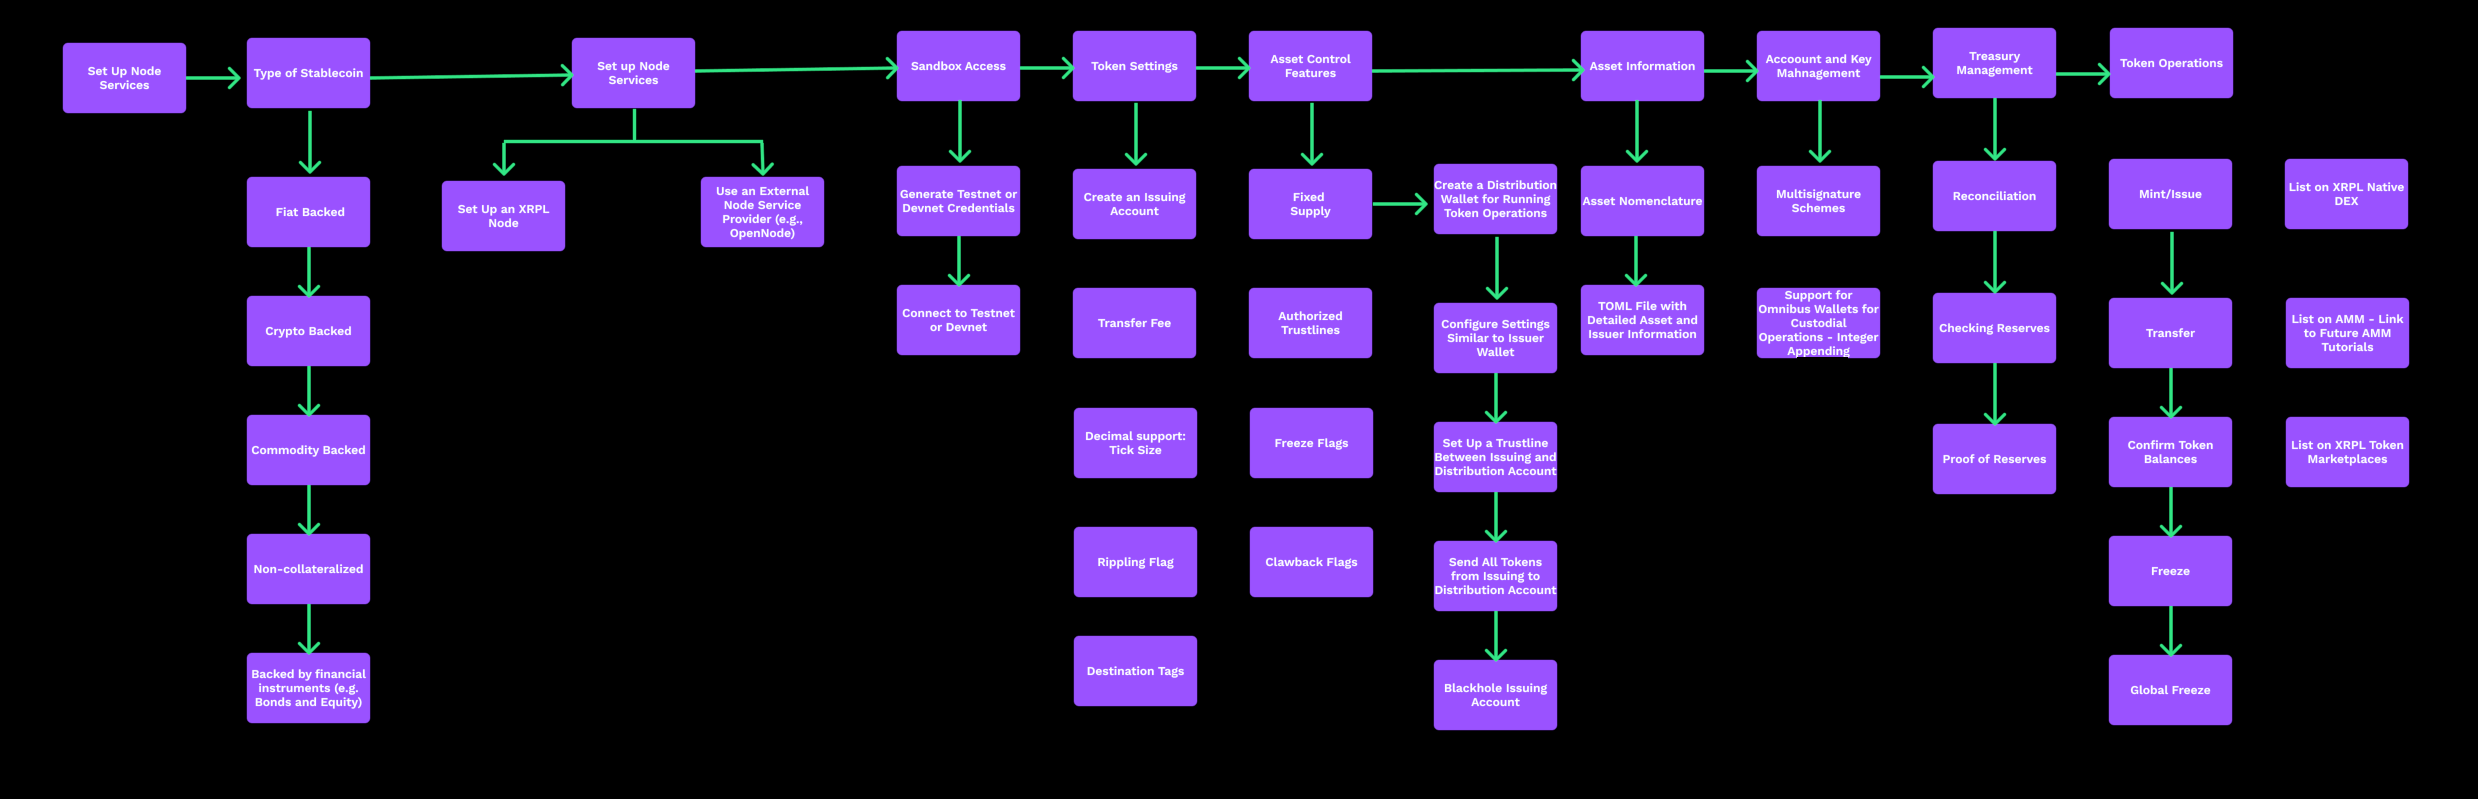 Set Up Node
Services
Type of Stablecoin
Set up Node
Services
Sandbox Access
Token Settings
Asset Control
Features
Asset Information
Accoount and Key
Mahnagement
Treasury
Management
Token Operations
Fiat Backed
Crypto Backed
Commodity Backed
Non-collateralized
Backed by financial
instruments (e.g.
Bonds and Equity)
Set Up an XRPL
Node
Use an External
Node Service
Provider (e.g.,
OpenNode)
Generate Testnet or
Devnet Credentials
Connect to Testnet
or Devnet
Create an Issuing
Account
Transfer Fee
Decimal support:
Tick Size
Rippling Flag
Destination Tags
Fixed
Supply
Authorized
Trustlines
Freeze Flags
Clawback Flags
Create a Distribution
Wallet for Running
Token Operations
Configure Settings
Similar to Issuer
Wallet
Set Up a Trustline
Between Issuing and
Distribution Account
Send All Tokens
from Issuing to
Distribution Account
Blackhole Issuing
Account
Asset Nomenclature
TOML File with
Detailed Asset and
Issuer Information
Multisignature
Schemes
Support for
Omnibus Wallets for
Custodial
Operations - Integer
Appending
Reconciliation
Checking Reserves
Proof of Reserves
Mint/Issue
Transfer
Confirm Token
Balances
Freeze
Global Freeze
List on XRPL Native
DEX
List on AMM - Link
to Future AMM
Tutorials
List on XRPL Token
Marketplaces